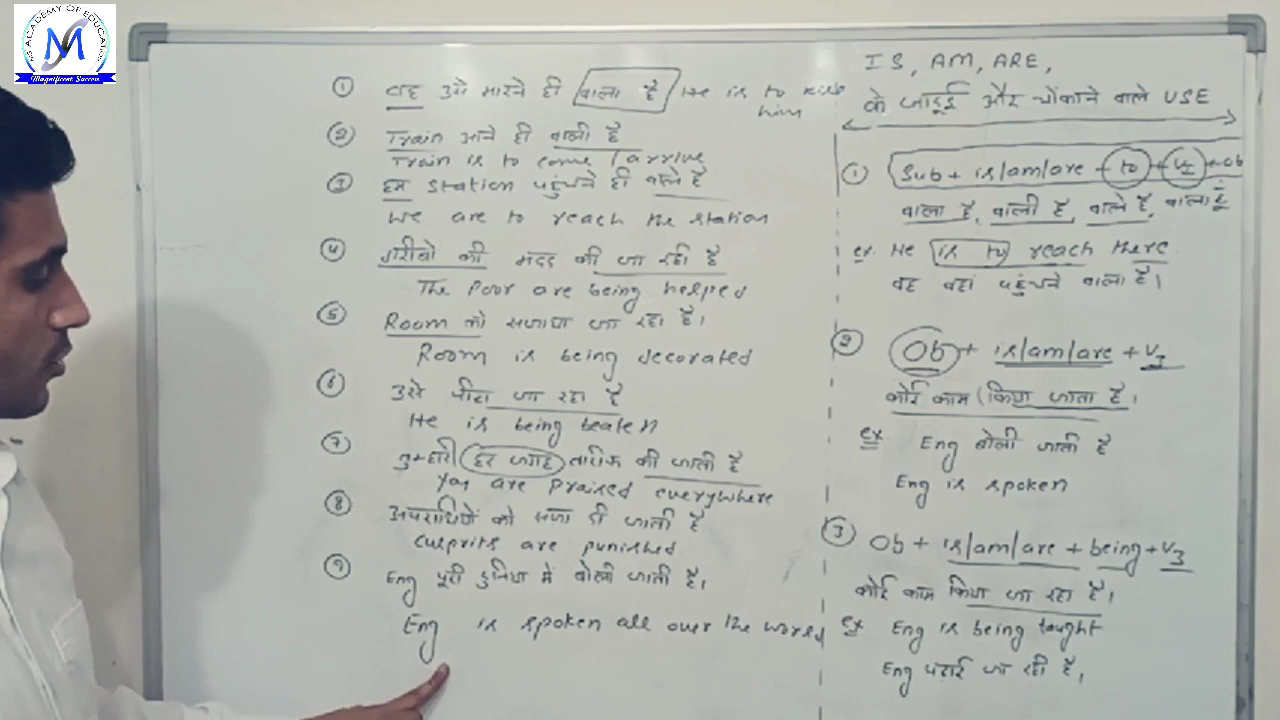 M ACADEMY OF EDUCATION
M
Magnificent Success
① वह उसे मारने ही वाला है He is to kick
him
② Train आने ही वाली है
Train is to come / arrive
③ हम station पहुंचने ही वाले है
We are to reach the station
④ गरीबो की मदद की जा रही है
The Poor are being helped
⑤ Room को सजाया जा रहा है।
Room is being decorated
⑥ उसे पीटा जा रहा है
He is being beaten
⑦ तुम्हारी हर जगह तारीफ की जाती है
You are praised everywhere
⑧ अपराधियों को सजा दी जाती है
culprits are punished
⑨ Eng पूरी दुनिया में बोली जाती है।
Eng is spoken all over the world
IS, AM, ARE,
के जादूई और चोंकाने वाले USE
① Sub + is/am/are + to + V1 + ob
वाला है, वाली है, वाले है, वाला हूँ
ex. He is to reach there
वह वहां पहुंचने वाला है।
② Ob + is/am/are + V3
कोई काम (किया जाता है।
ex Eng बोली जाती है
Eng is spoken
③ Ob + is/am/are + being + V3
कोई काम किया जा रहा है।
ex Eng is being taught
Eng पढाई जा रही है,